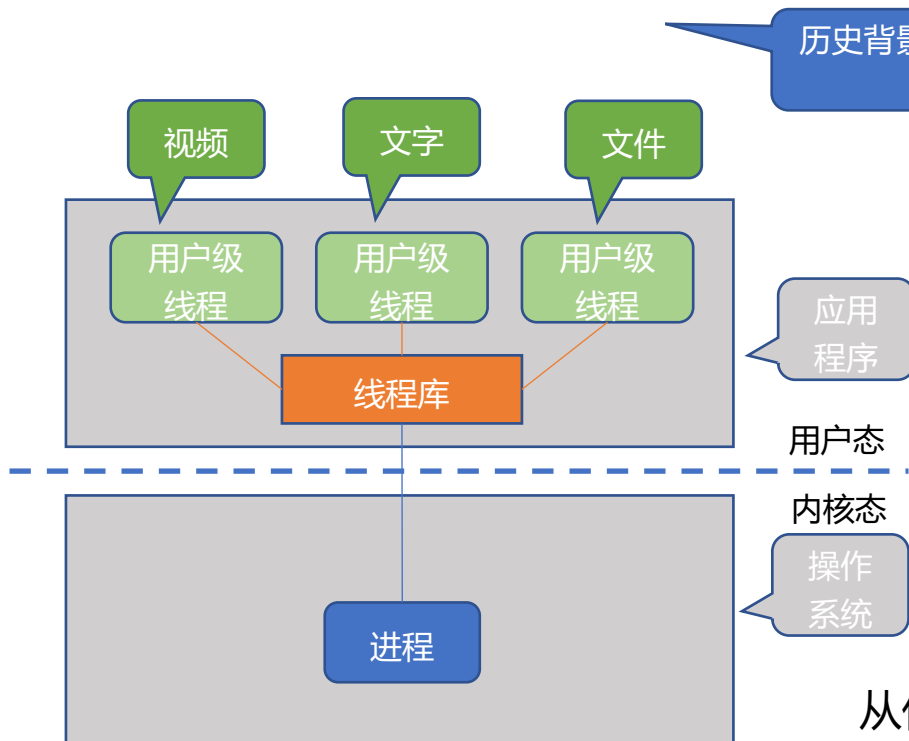 历史背
视频
文字
文件
用户级
线程
用户级
线程
用户级
线程
应用
程序
线程库
用户态
内核态
操作
系统
进程
从